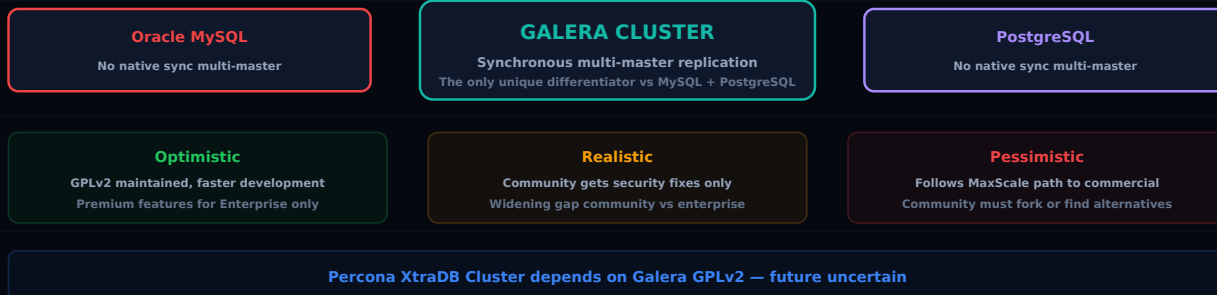 Oracle MySQL
No native sync multi-master
GALERA CLUSTER
Synchronous multi-master replication
The only unique differentiator vs MySQL + PostgreSQL
PostgreSQL
No native sync multi-master
Optimistic
GPLv2 maintained, faster development
Premium features for Enterprise only
Realistic
Community gets security fixes only
Widening gap community vs enterprise
Pessimistic
Follows MaxScale path to commercial
Community must fork or find alternatives
Percona XtraDB Cluster depends on Galera GPLv2 — future uncertain